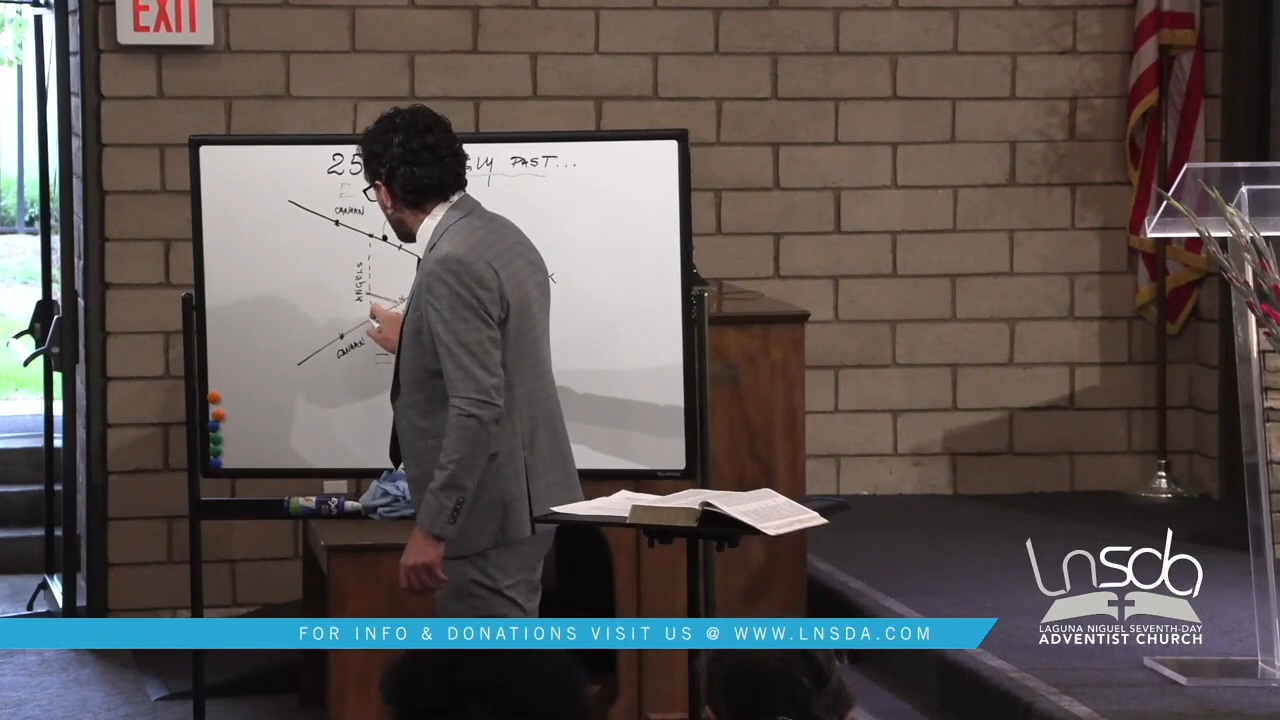 EXIT
25 PAST...
E
CANAAN
ANGELS
CANAAN
FOR INFO & DONATIONS VISIT US @ WWW.LNSDA.COM
LNSDA
LAGUNA NIGUEL SEVENTH-DAY
ADVENTIST CHURCH